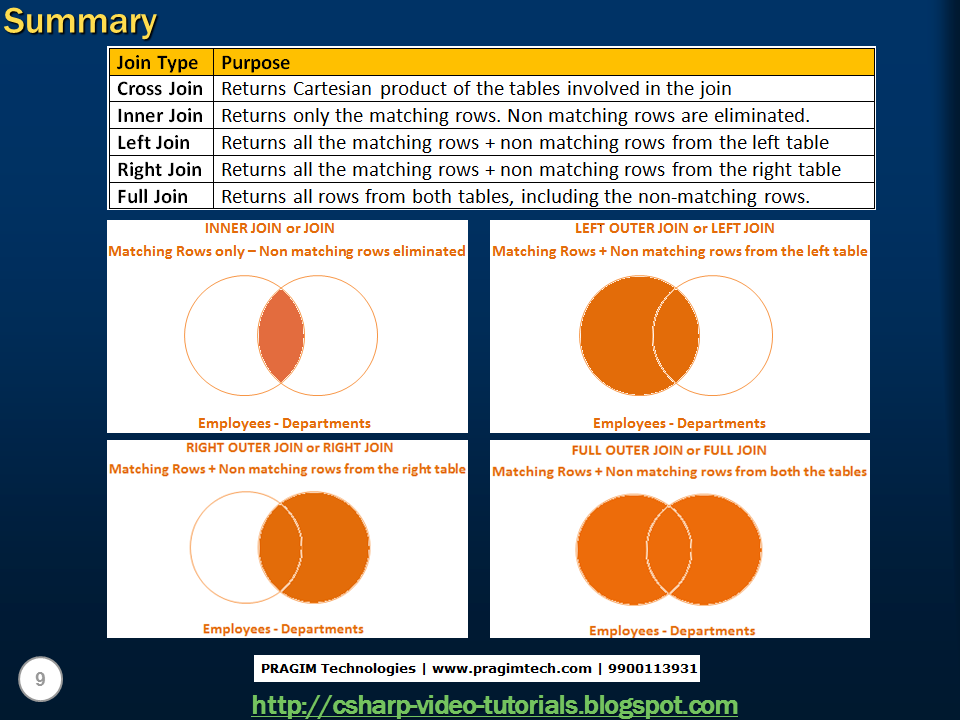 Summary
Join Type Purpose
Cross Join Returns Cartesian product of the tables involved in the join
Inner Join Returns only the matching rows. Non matching rows are eliminated.
Left Join Returns all the matching rows + non matching rows from the left table
Right Join Returns all the matching rows + non matching rows from the right table
Full Join Returns all rows from both tables, including the non-matching rows.
INNER JOIN or JOIN
Matching Rows only – Non matching rows eliminated
Employees - Departments
LEFT OUTER JOIN or LEFT JOIN
Matching Rows + Non matching rows from the left table
Employees - Departments
RIGHT OUTER JOIN or RIGHT JOIN
Matching Rows + Non matching rows from the right table
Employees - Departments
FULL OUTER JOIN or FULL JOIN
Matching Rows + Non matching rows from both the tables
Employees - Departments
PRAGIM Technologies | www.pragimtech.com | 9900113931
9
http://csharp-video-tutorials.blogspot.com